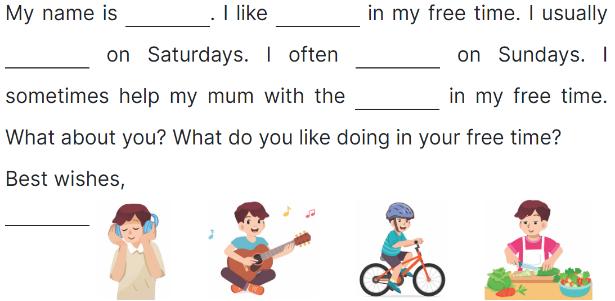 My name is ________. I like ________ in my free time. I usually
________ on Saturdays. I often ________ on Sundays. I
sometimes help my mum with the ________ in my free time.
What about you? What do you like doing in your free time?
Best wishes,
________